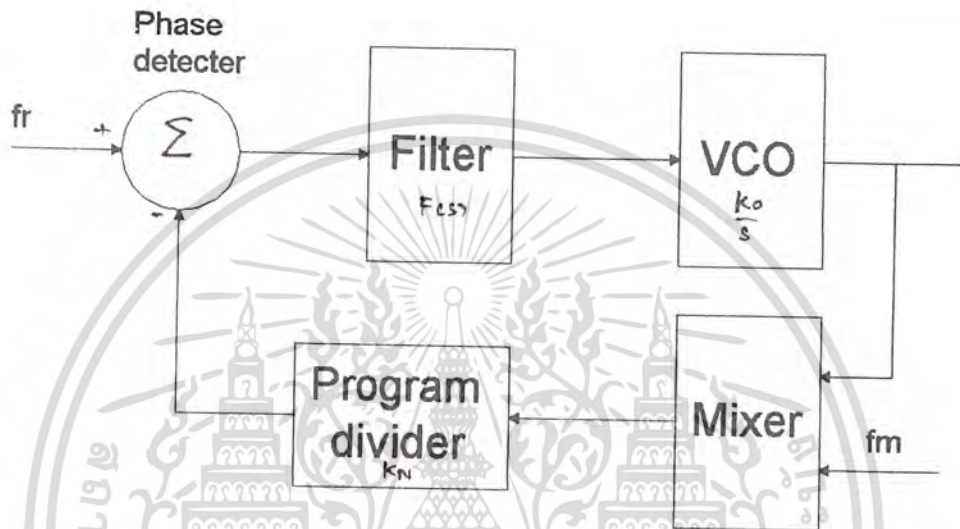 Phase
detecter
fr
+
Σ
-
Filter
F(s)
VCO
Ko
s
Program
divider
KN
Mixer
fm